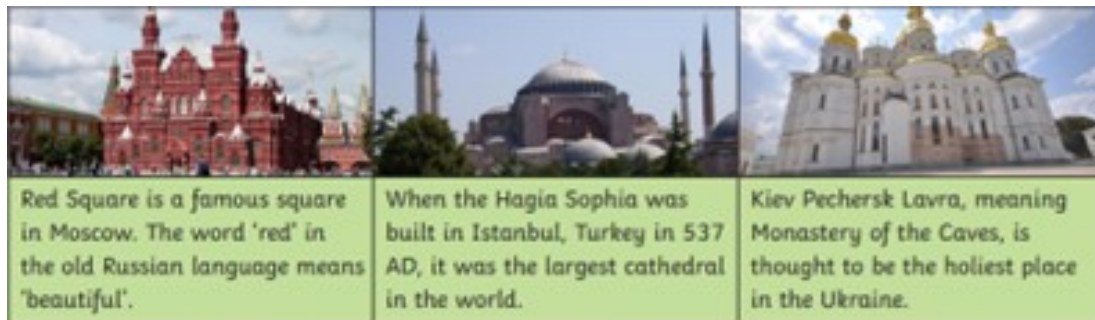 Red Square is a famous square
in Moscow. The word 'red' in
the old Russian language means
'beautiful'.
When the Hagia Sophia was
built in Istanbul, Turkey in 537
AD, it was the largest cathedral
in the world.
Kiev Pechersk Lavra, meaning
Monastery of the Caves, is
thought to be the holiest place
in the Ukraine.